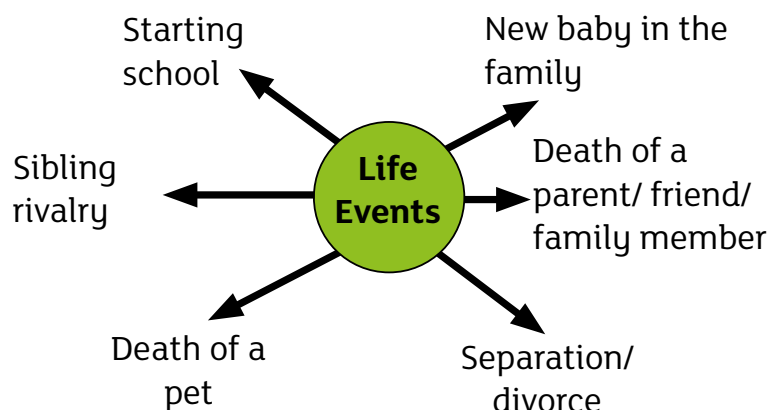 Starting
school
New baby in the
family
Sibling
rivalry
Life
Events
Death of a
parent/ friend/
family member
Death of a
pet
Separation/
divorce